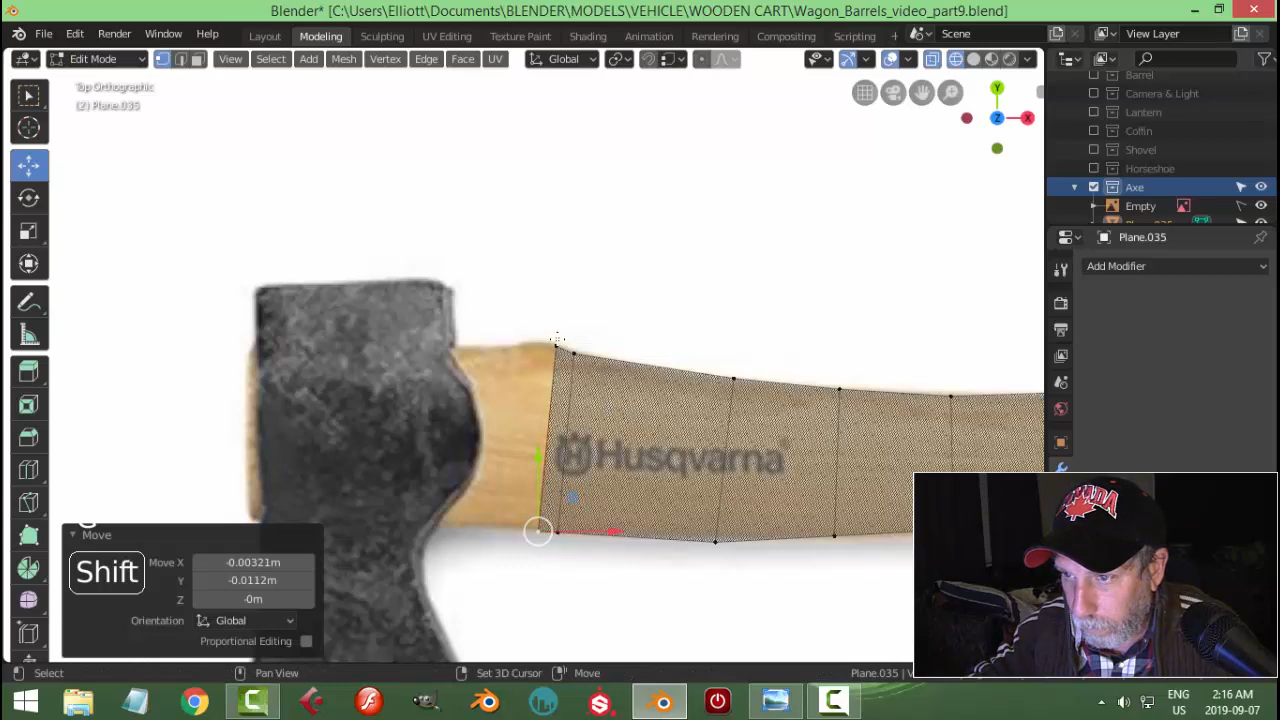 Blender* [C:\Users\Elliott\Documents\BLENDER\MODELS\VEHICLE\WOODEN CART\Wagon_Barrels_video_part9.blend]
File Edit Render Window Help Layout Modeling Sculpting UV Editing Texture Paint Shading Animation Rendering Compositing Scripting + Scene View Layer
Edit Mode View Select Add Mesh Vertex Edge Face UV Global
Top Orthographic
(2) Plane.035
Y
Z X
Barrel
Camera & Light
Lantern
Coffin
Shovel
Horseshoe
Axe
Empty
Plane.035
Add Modifier
Husqvarna
CANADA
Move
Shift
Move X -0.00321m
Y -0.0112m
Z -0m
Orientation Global
Proportional Editing
Select Pan View Set 3D Cursor Move Plane.035 | V
ENG 2:16 AM
US 2019-09-07